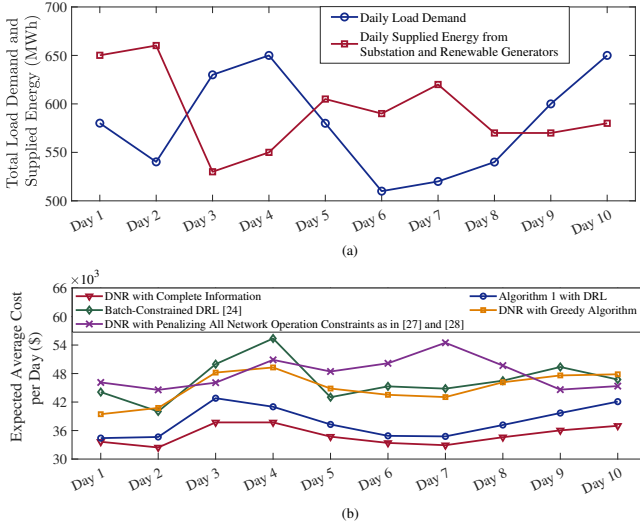 700
650
600
550
500
Total Load Demand and
Supplied Energy (MWh)
Daily Load Demand
Daily Supplied Energy from
Substation and Renewable Generators
Day 1 Day 2 Day 3 Day 4 Day 5 Day 6 Day 7 Day 8 Day 9 Day 10
(a)
×10³
66
60
54
48
42
36
30
Expected Average Cost
per Day ($)
DNR with Complete Information
Algorithm 1 with DRL
Batch-Constrained DRL [24]
DNR with Greedy Algorithm
DNR with Penalizing All Network Operation Constraints as in [27] and [28]
Day 1 Day 2 Day 3 Day 4 Day 5 Day 6 Day 7 Day 8 Day 9 Day 10
(b)